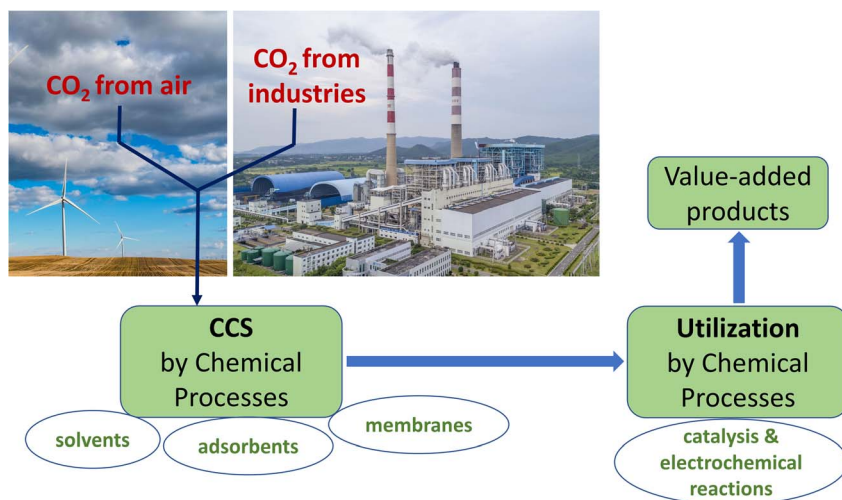 CO₂ from air
CO₂ from
industries
Value-added
products
CCS
by Chemical
Processes
Utilization
by Chemical
Processes
solvents
adsorbents
membranes
catalysis &
electrochemical
reactions